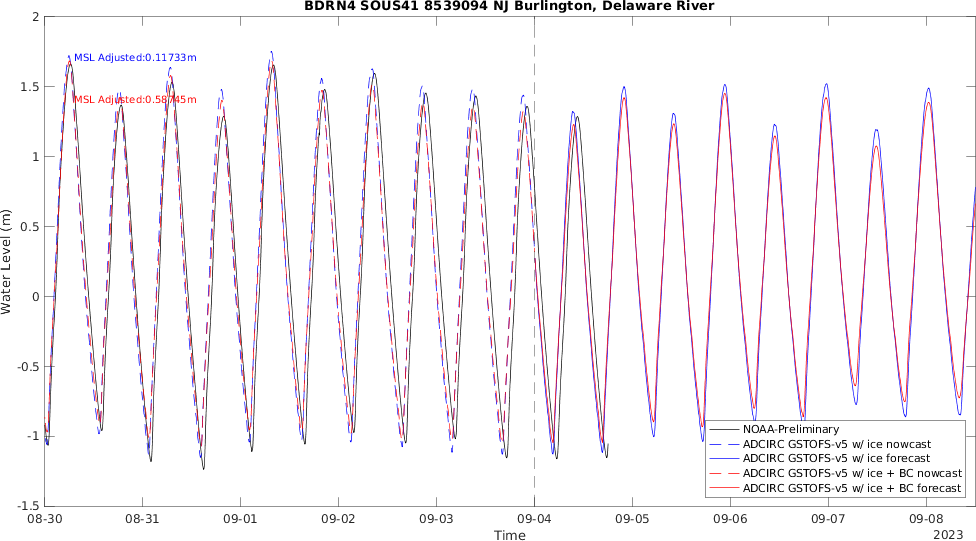 BDRN4 SOUS41 8539094 NJ Burlington, Delaware River
2
1.5
1
0.5
0
-0.5
-1
-1.5
Water Level (m)
MSL Adjusted:0.11733m
MSL Adjusted:0.58745m
NOAA-Preliminary
ADCIRC GSTOFS-v5 w/ ice nowcast
ADCIRC GSTOFS-v5 w/ ice forecast
ADCIRC GSTOFS-v5 w/ ice + BC nowcast
ADCIRC GSTOFS-v5 w/ ice + BC forecast
08-30 08-31 09-01 09-02 09-03 09-04 09-05 09-06 09-07 09-08
Time
2023